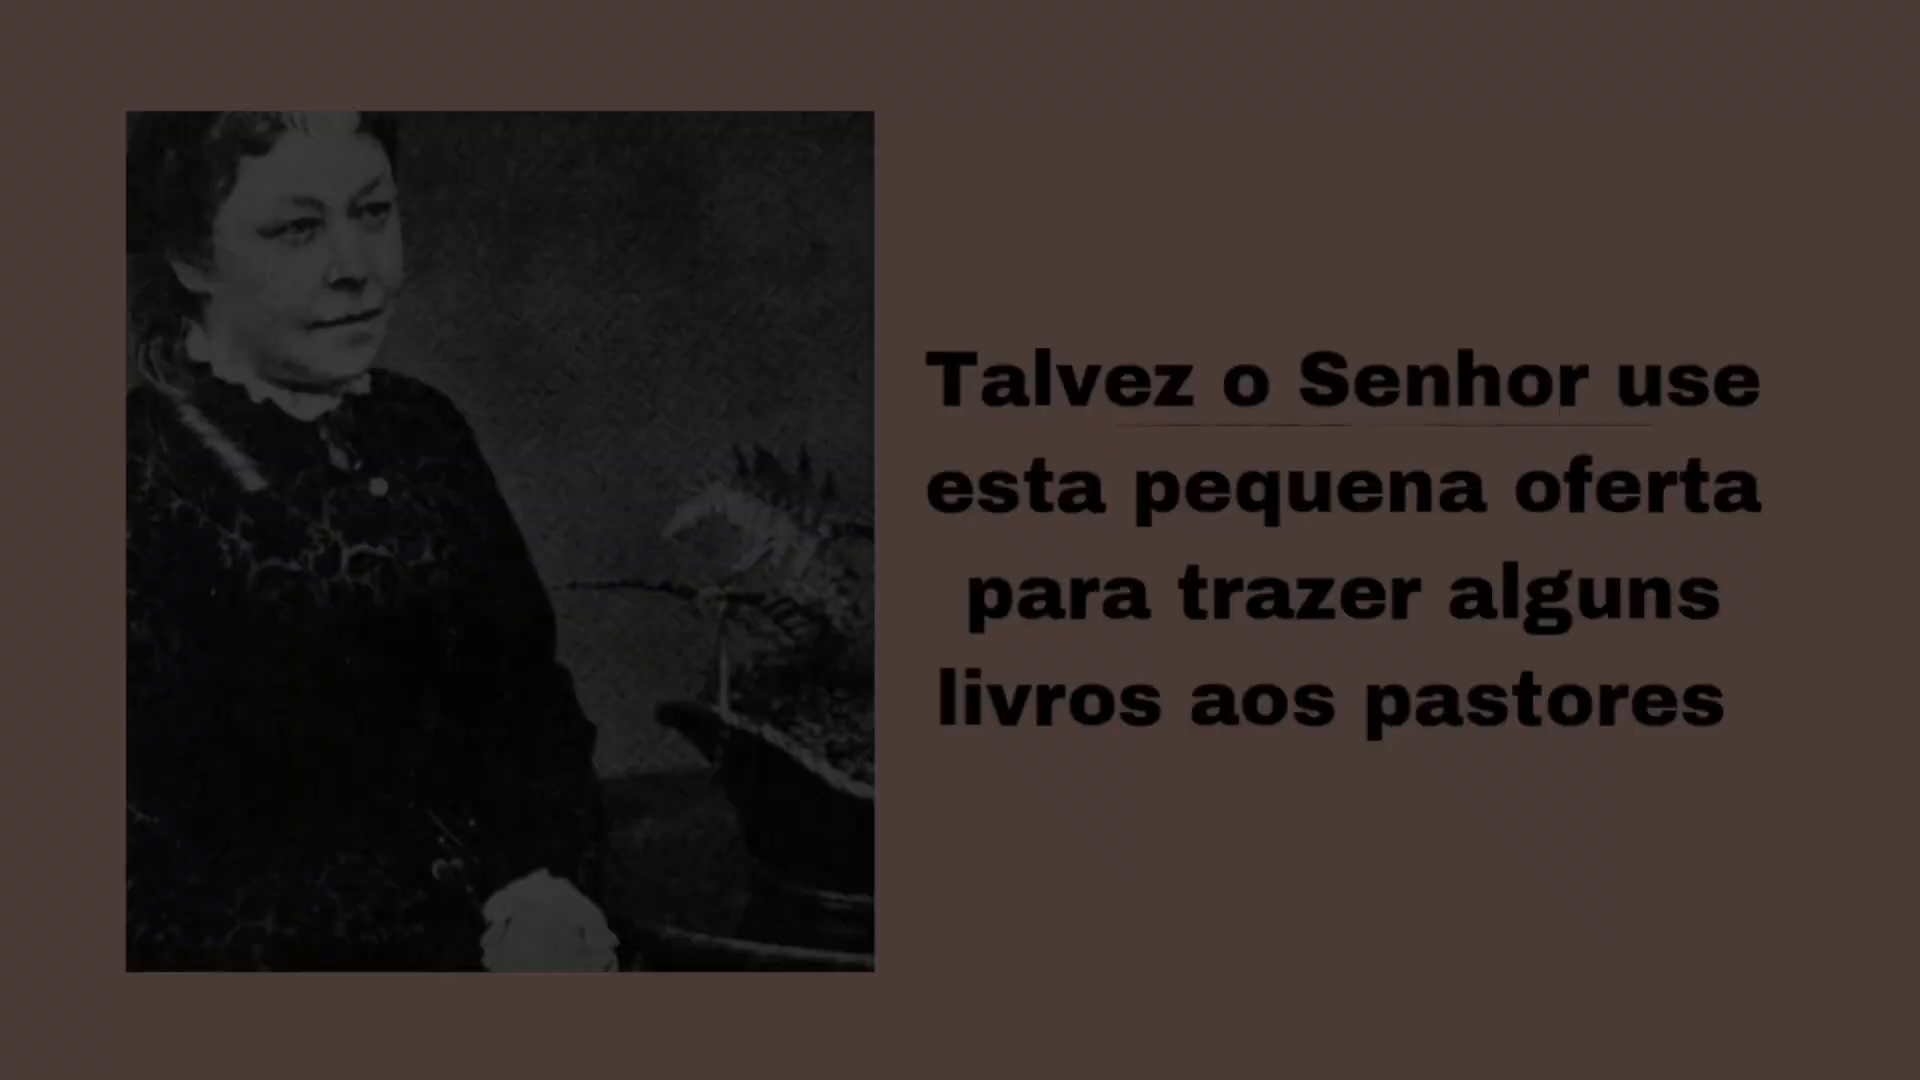 Talvez o Senhor use
esta pequena oferta
para trazer alguns
livros aos pastores